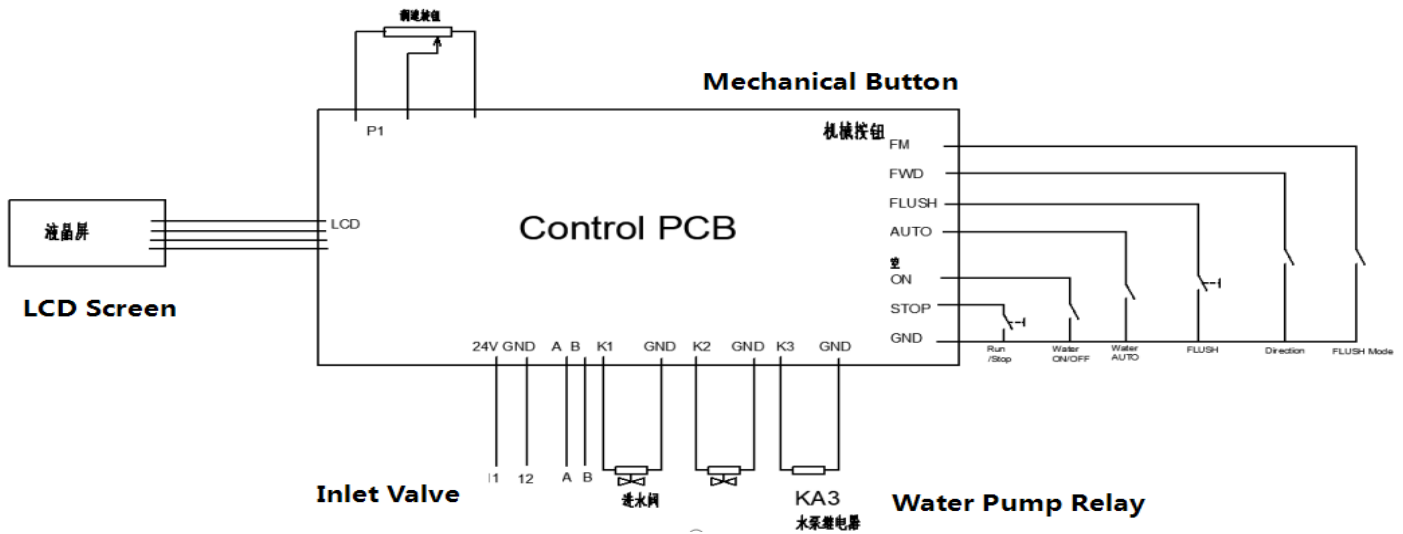 调速旋钮
Mechanical Button
P1
机械按钮
FM
FWD
FLUSH
LCD
液晶屏
Control PCB
AUTO
空
ON
LCD Screen
STOP
GND
24V GND A B K1 GND K2 GND K3 GND
Run
/Stop
Water
ON/OFF
Water
AUTO
FLUSH
Direction
FLUSH Mode
12
A
B
Inlet Valve
进水阀
KA3
水泵继电器
Water Pump Relay